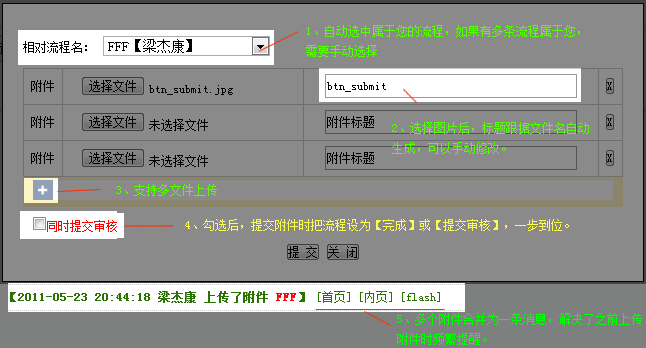 1、自动选中属于您的流程，如果有多条流程属于您，
需要手动选择
相对流程名： FFF【梁杰康】
附件 选择文件 btn_submit.jpg btn_submit X
附件 选择文件 未选择文件 附件标题 X
2、选择图片后，标题根据文件名自动
生成，可以手动修改。
附件 选择文件 未选择文件 附件标题 X
+ 3、支持多文件上传
同时提交审核 4、勾选后，提交附件时把流程设为【完成】或【提交审核】，一步到位。
提 交 关 闭
【2011-05-23 20:44:18 梁杰康 上传了附件 FFF】 [首页] [内页] [flash]
5、多个附件合并为一条消息，解决了之前上传
附件时频繁提醒。